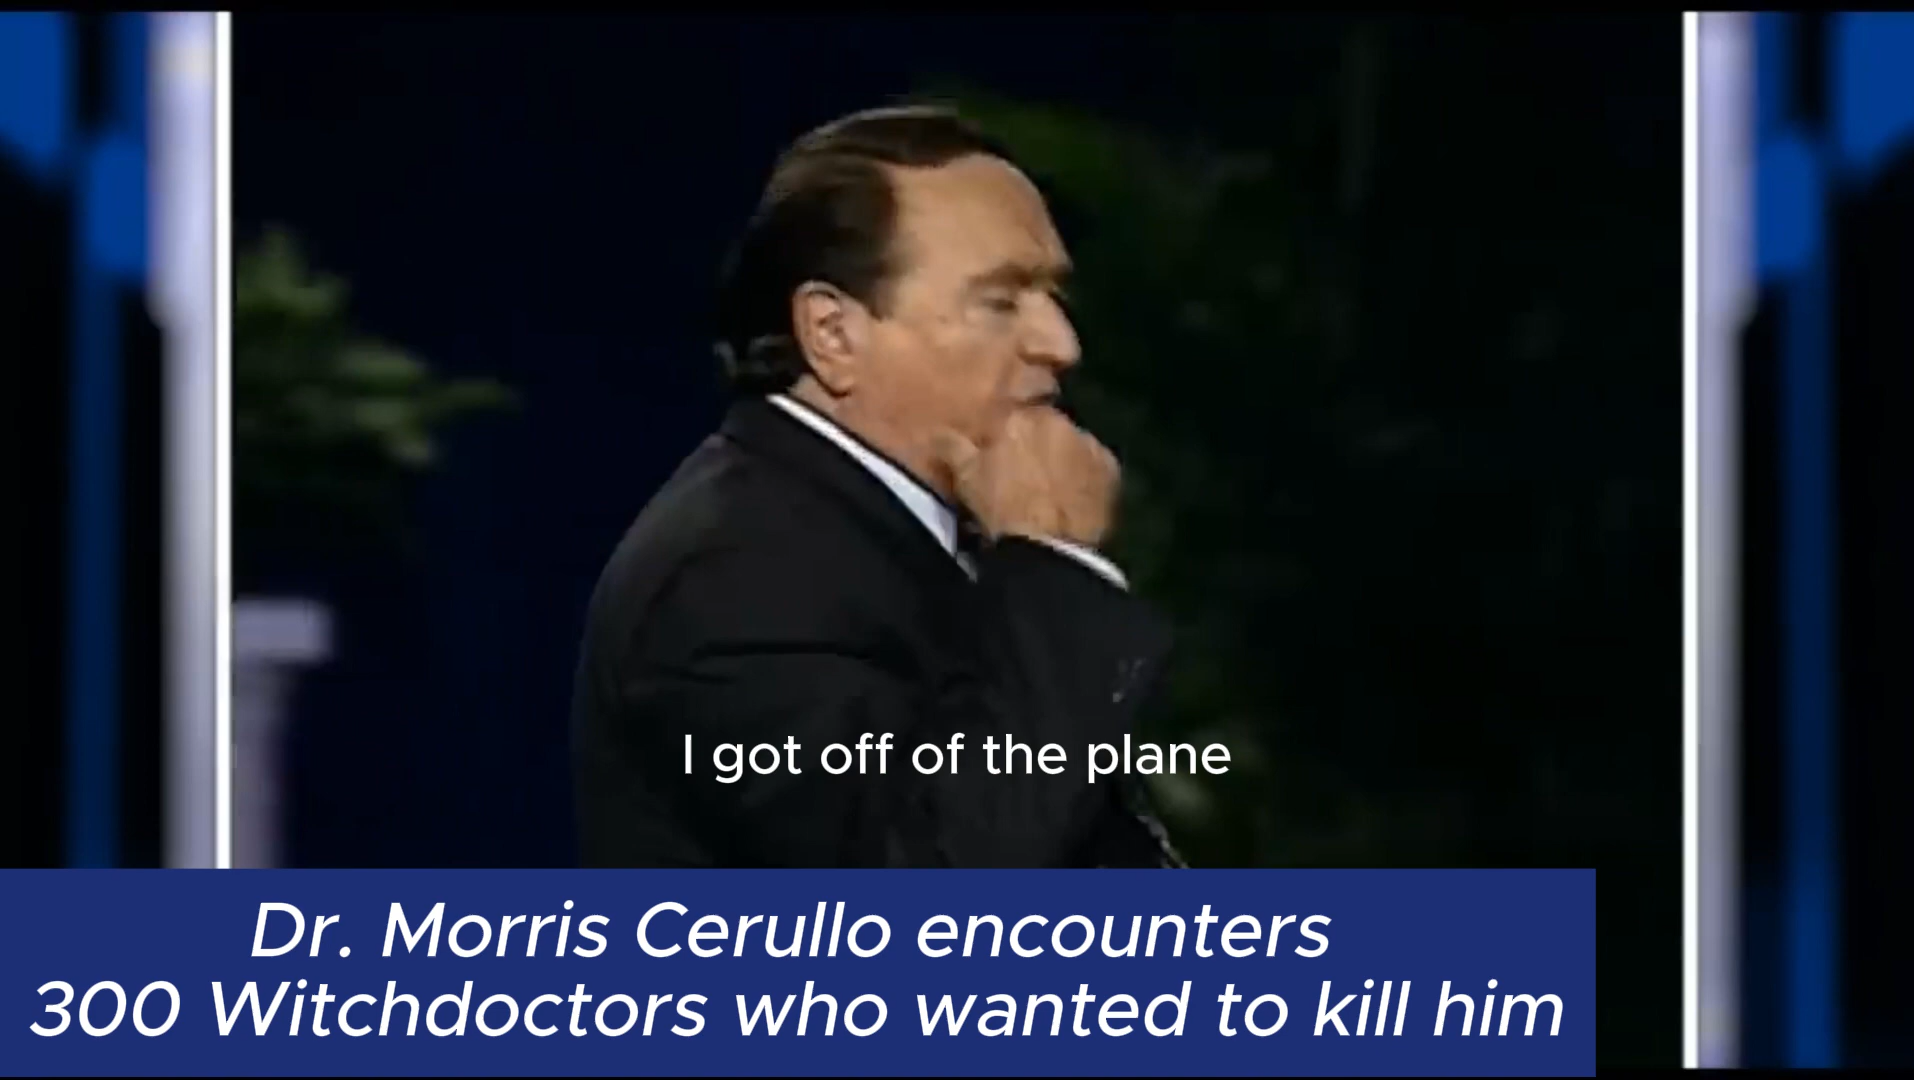 I got off of the plane
Dr. Morris Cerullo encounters
300 Witchdoctors who wanted to kill him